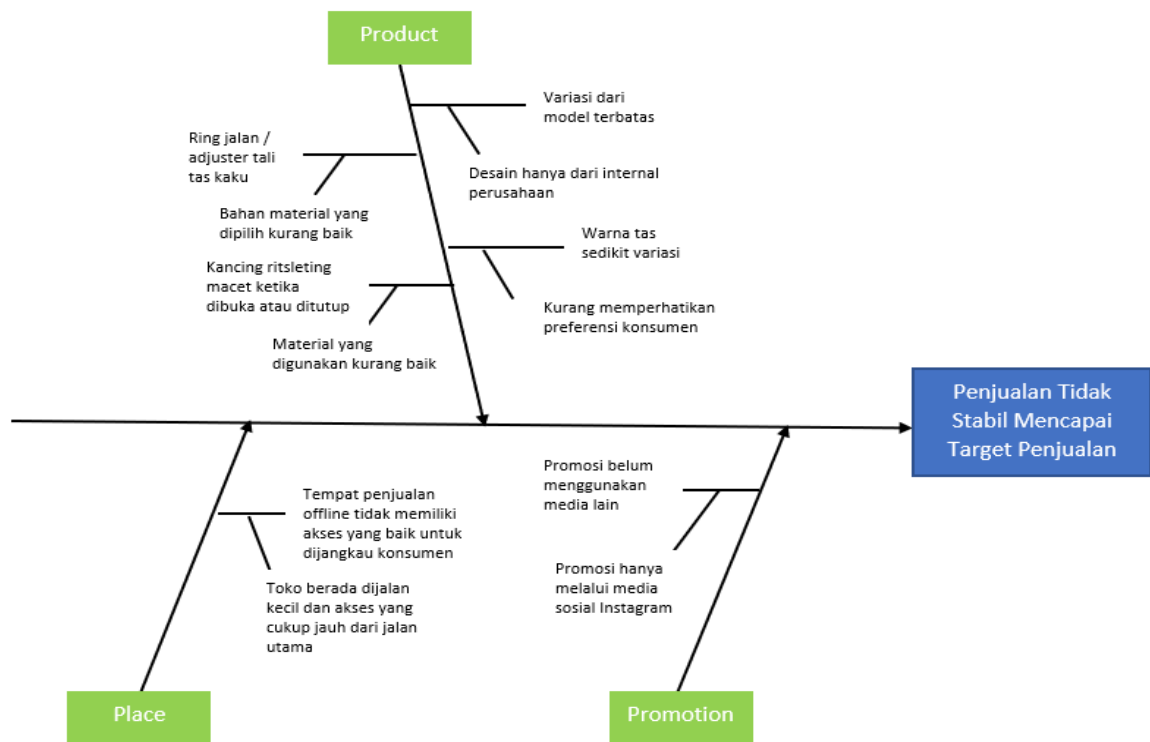 Product
Variasi dari
model terbatas
Ring jalan /
adjuster tali
tas kaku
Desain hanya dari internal
perusahaan
Bahan material yang
dipilih kurang baik
Warna tas
sedikit variasi
Kancing ritsleting
macet ketika
dibuka atau ditutup
Kurang memperhatikan
preferensi konsumen
Material yang
digunakan kurang baik
Penjualan Tidak
Stabil Mencapai
Target Penjualan
Tempat penjualan
offline tidak memiliki
akses yang baik untuk
dijangkau konsumen
Toko berada dijalan
kecil dan akses yang
cukup jauh dari jalan
utama
Promosi belum
menggunakan
media lain
Promosi hanya
melalui media
sosial Instagram
Place
Promotion